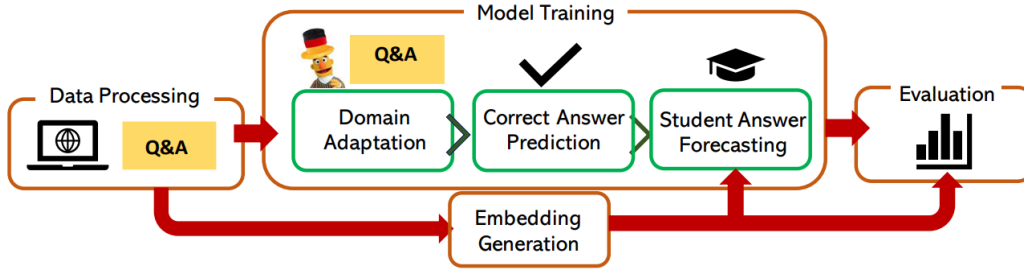 Model Training
Data Processing
Q&A
Q&A
Domain
Adaptation
Correct Answer
Prediction
Student Answer
Forecasting
Evaluation
Embedding
Generation